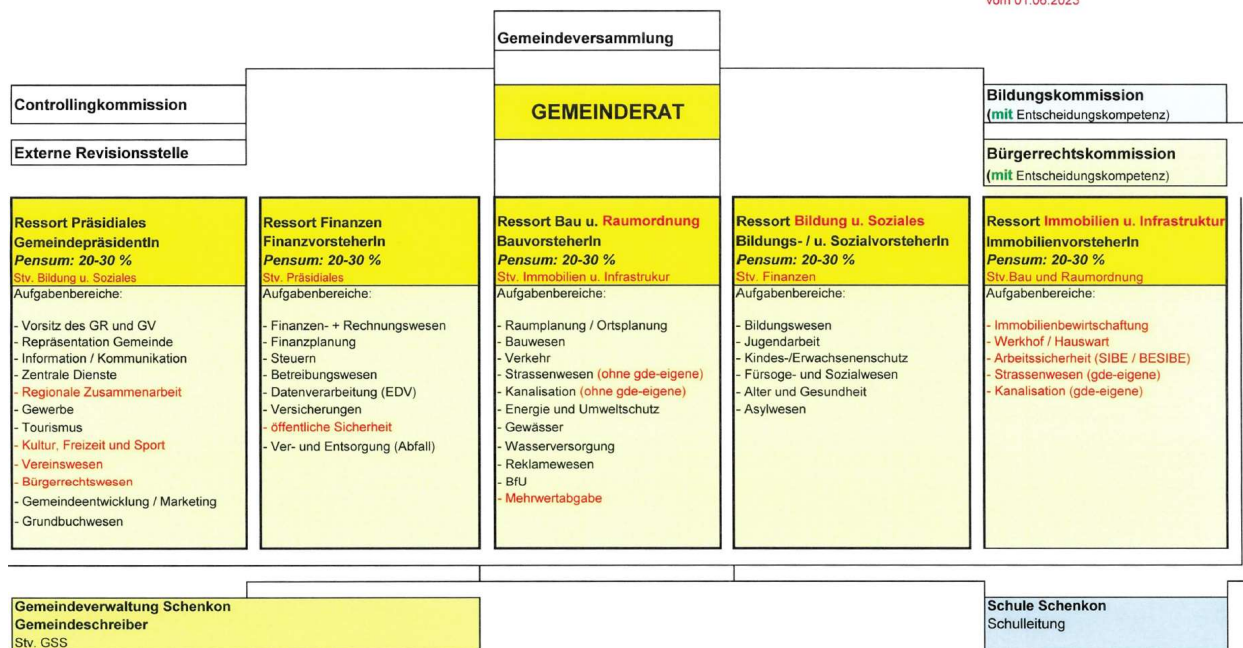 vom 01.06.2023
Gemeindeversammlung
Controllingkommission
GEMEINDERAT
Bildungskommission
(mit Entscheidungskompetenz)
Externe Revisionsstelle
Bürgerrechtskommission
(mit Entscheidungskompetenz)
Ressort Präsidiales
GemeindepräsidentIn
Pensum: 20-30 %
Stv. Bildung u. Soziales
Aufgabenbereiche:
- Vorsitz des GR und GV
- Repräsentation Gemeinde
- Information / Kommunikation
- Zentrale Dienste
- Regionale Zusammenarbeit
- Gewerbe
- Tourismus
- Kultur, Freizeit und Sport
- Vereinswesen
- Bürgerrechtswesen
- Gemeindeentwicklung / Marketing
- Grundbuchwesen
Ressort Finanzen
FinanzvorsteherIn
Pensum: 20-30 %
Stv. Präsidiales
Aufgabenbereiche:
- Finanzen- + Rechnungswesen
- Finanzplanung
- Steuern
- Betreibungswesen
- Datenverarbeitung (EDV)
- Versicherungen
- öffentliche Sicherheit
- Ver- und Entsorgung (Abfall)
Ressort Bau u. Raumordnung
BauvorsteherIn
Pensum: 20-30 %
Stv. Immobilien u. Infrastrukur
Aufgabenbereiche:
- Raumplanung / Ortsplanung
- Bauwesen
- Verkehr
- Strassenwesen (ohne gde-eigene)
- Kanalisation (ohne gde-eigene)
- Energie und Umweltschutz
- Gewässer
- Wasserversorgung
- Reklamewesen
- BfU
- Mehrwertabgabe
Ressort Bildung u. Soziales
Bildungs- / u. SozialvorsteherIn
Pensum: 20-30 %
Stv. Finanzen
Aufgabenbereiche:
- Bildungswesen
- Jugendarbeit
- Kindes-/Erwachsenenschutz
- Fürsoge- und Sozialwesen
- Alter und Gesundheit
- Asylwesen
Ressort Immobilien u. Infrastruktur
ImmobilienvorsteherIn
Pensum: 20-30 %
Stv.Bau und Raumordnung
Aufgabenbereiche:
- Immobilienbewirtschaftung
- Werkhof / Hauswart
- Arbeitssicherheit (SIBE / BESIBE)
- Strassenwesen (gde-eigene)
- Kanalisation (gde-eigene)
Gemeindeverwaltung Schenkon
Gemeindeschreiber
Stv. GSS
Schule Schenkon
Schulleitung